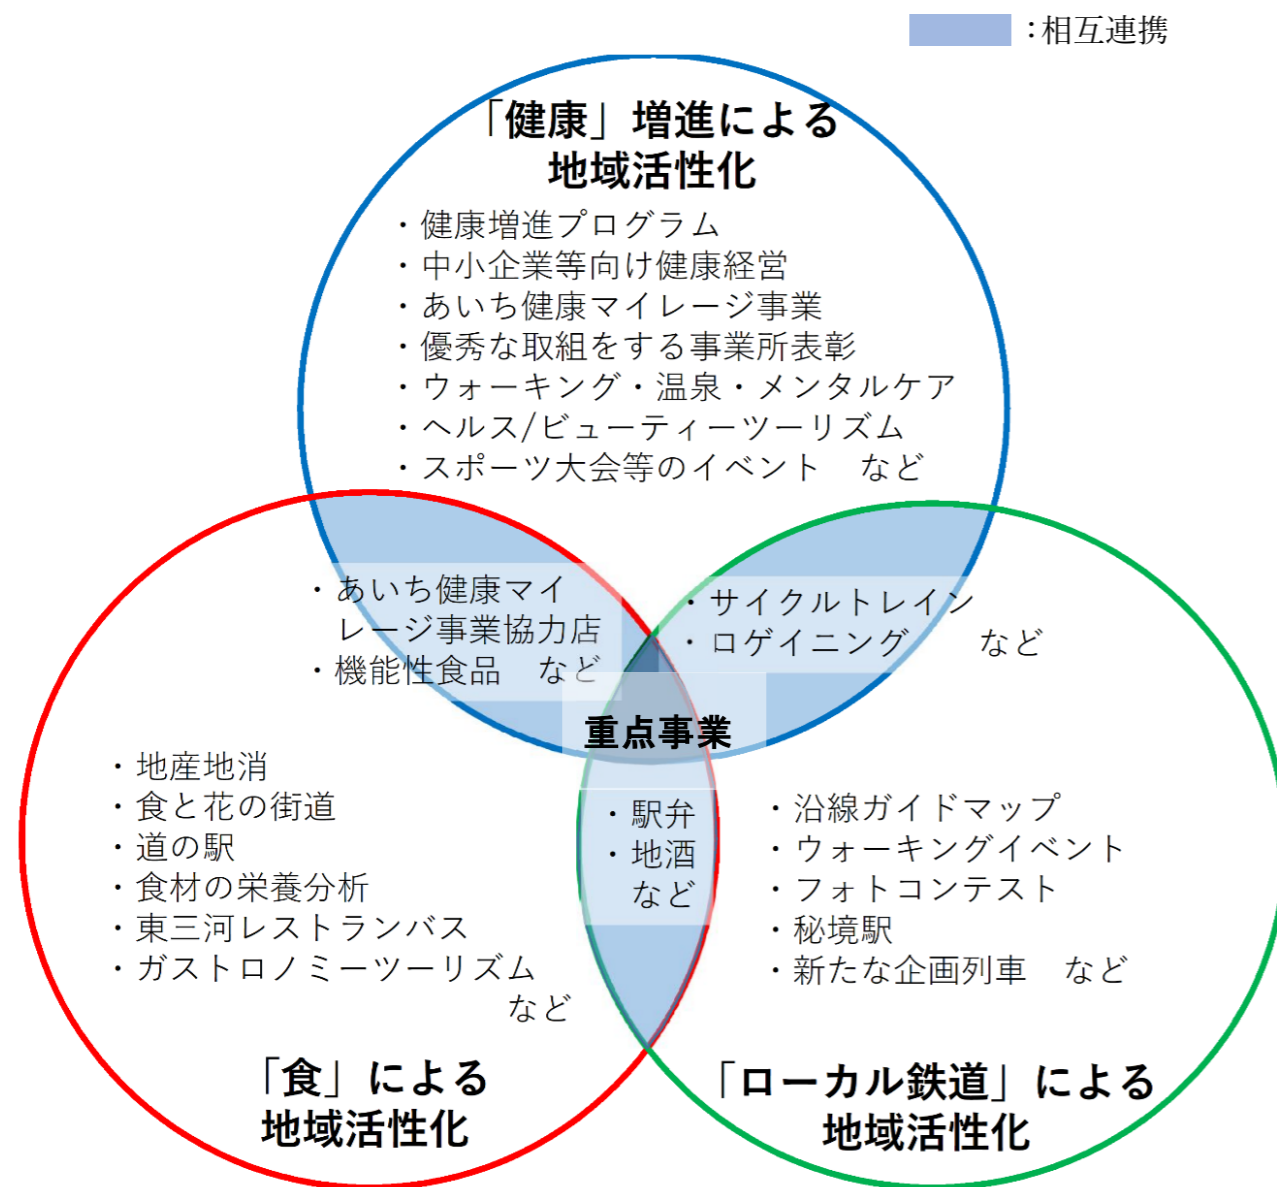 ：相互連携
「健康」増進による
地域活性化
・健康増進プログラム
・中小企業等向け健康経営
・あいち健康マイレージ事業
・優秀な取組をする事業所表彰
・ウォーキング・温泉・メンタルケア
・ヘルス/ビューティーツーリズム
・スポーツ大会等のイベント　など
・あいち健康マイ
レージ事業協力店
・機能性食品　など
・サイクルトレイン
・ロゲイニング　　など
重点事業
・駅弁
・地酒
など
・地産地消
・食と花の街道
・道の駅
・食材の栄養分析
・東三河レストランバス
・ガストロノミーツーリズム
など
・沿線ガイドマップ
・ウォーキングイベント
・フォトコンテスト
・秘境駅
・新たな企画列車　など
「食」による
地域活性化
「ローカル鉄道」による
地域活性化